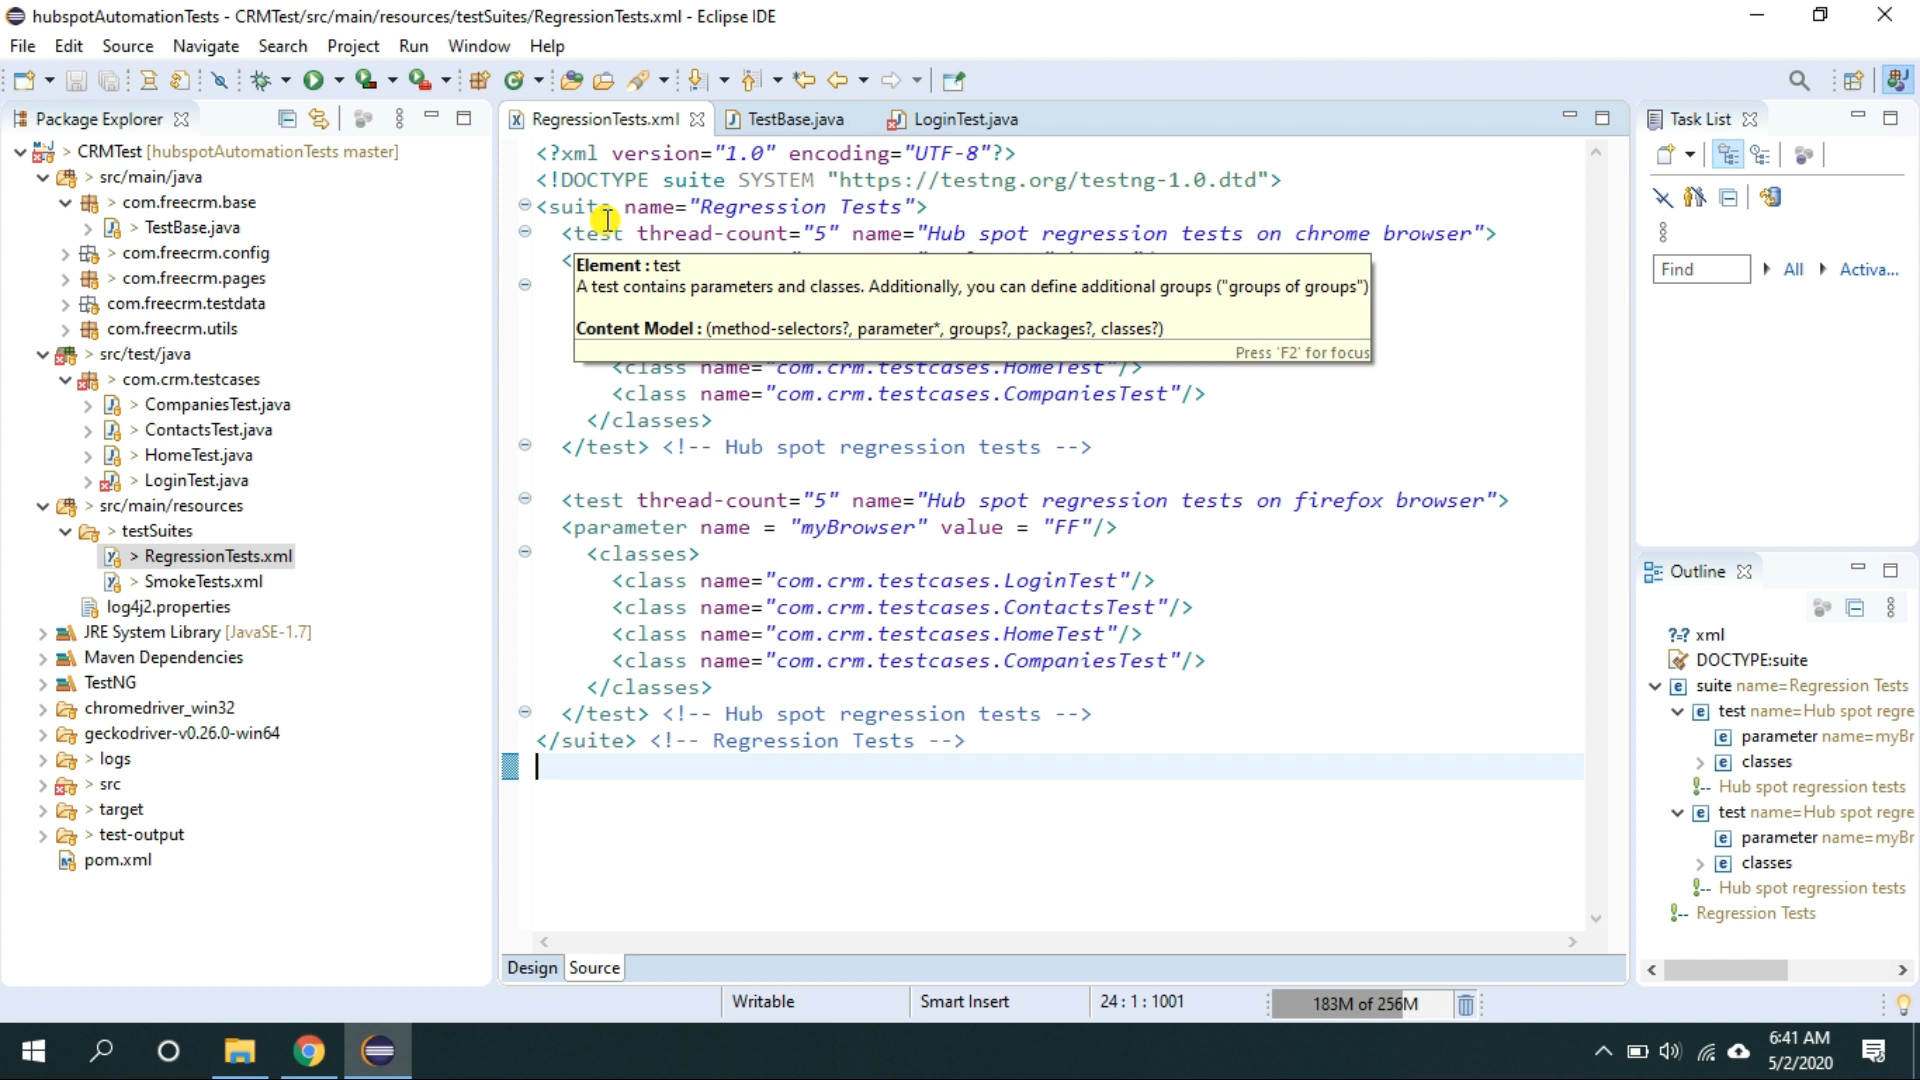 hubspotAutomationTests - CRMTest/src/main/resources/testSuites/RegressionTests.xml - Eclipse IDE
File Edit Source Navigate Search Project Run Window Help
Package Explorer
> CRMTest [hubspotAutomationTests master]
> src/main/java
> com.freecrm.base
> TestBase.java
> com.freecrm.config
> com.freecrm.pages
com.freecrm.testdata
> com.freecrm.utils
> src/test/java
> com.crm.testcases
> CompaniesTest.java
> ContactsTest.java
> HomeTest.java
> LoginTest.java
> src/main/resources
> testSuites
> RegressionTests.xml
> SmokeTests.xml
log4j2.properties
JRE System Library [JavaSE-1.7]
Maven Dependencies
TestNG
chromedriver_win32
geckodriver-v0.26.0-win64
> logs
> src
> target
> test-output
pom.xml
RegressionTests.xml TestBase.java LoginTest.java
<?xml version="1.0" encoding="UTF-8"?>
<!DOCTYPE suite SYSTEM "https://testng.org/testng-1.0.dtd">
<suite name="Regression Tests">
<test thread-count="5" name="Hub spot regression tests on chrome browser">
<
Element : test
A test contains parameters and classes. Additionally, you can define additional groups ("groups of groups")
Content Model : (method-selectors?, parameter*, groups?, packages?, classes?)
Press 'F2' for focus
<class name="com.crm.testcases.HomeTest"/>
<class name="com.crm.testcases.CompaniesTest"/>
</classes>
</test> <!-- Hub spot regression tests -->
<test thread-count="5" name="Hub spot regression tests on firefox browser">
<parameter name = "myBrowser" value = "FF"/>
<classes>
<class name="com.crm.testcases.LoginTest"/>
<class name="com.crm.testcases.ContactsTest"/>
<class name="com.crm.testcases.HomeTest"/>
<class name="com.crm.testcases.CompaniesTest"/>
</classes>
</test> <!-- Hub spot regression tests -->
</suite> <!-- Regression Tests -->
Design Source
Task List
Find All Activa...
Outline
?=? xml
DOCTYPE:suite
suite name=Regression Tests
test name=Hub spot regre
parameter name=myBr
classes
Hub spot regression tests
test name=Hub spot regre
parameter name=myBr
classes
Hub spot regression tests
Regression Tests
Writable Smart Insert 24 : 1 : 1001 183M of 256M
6:41 AM
5/2/2020